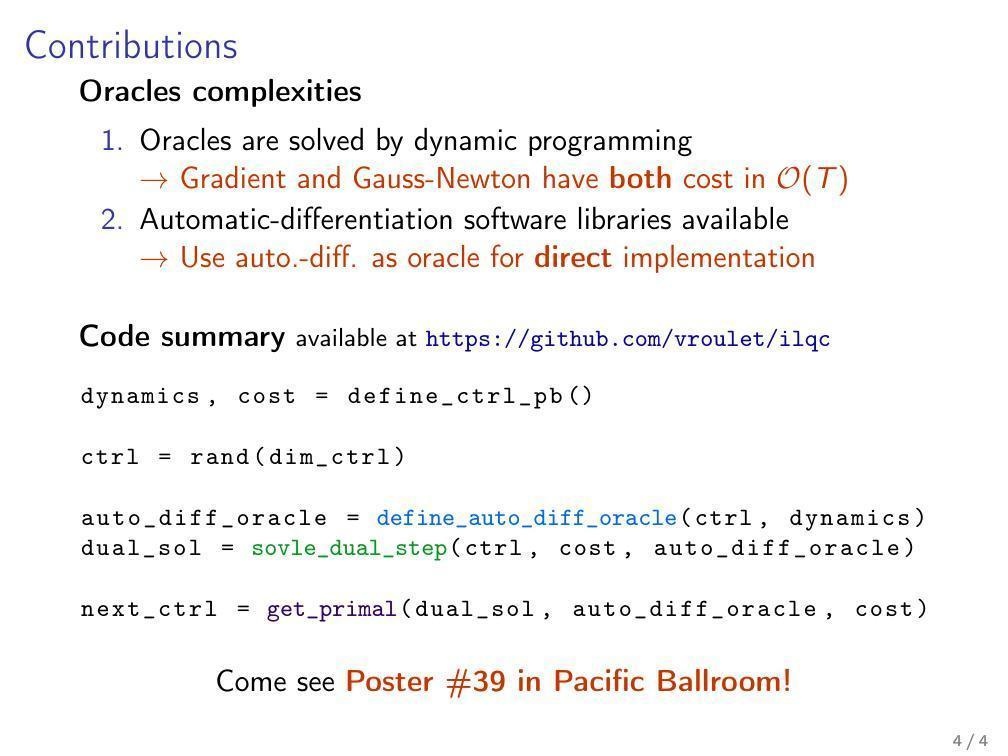 Contributions
Oracles complexities
1. Oracles are solved by dynamic programming
→ Gradient and Gauss-Newton have both cost in O(T)
2. Automatic-differentiation software libraries available
→ Use auto.-diff. as oracle for direct implementation
Code summary available at https://github.com/vroulet/ilqc
dynamics, cost = define_ctrl_pb()
ctrl = rand(dim_ctrl)
auto_diff_oracle = define_auto_diff_oracle(ctrl, dynamics)
dual_sol = sovle_dual_step(ctrl, cost, auto_diff_oracle)
next_ctrl = get_primal(dual_sol, auto_diff_oracle, cost)
Come see Poster #39 in Pacific Ballroom!
4 / 4